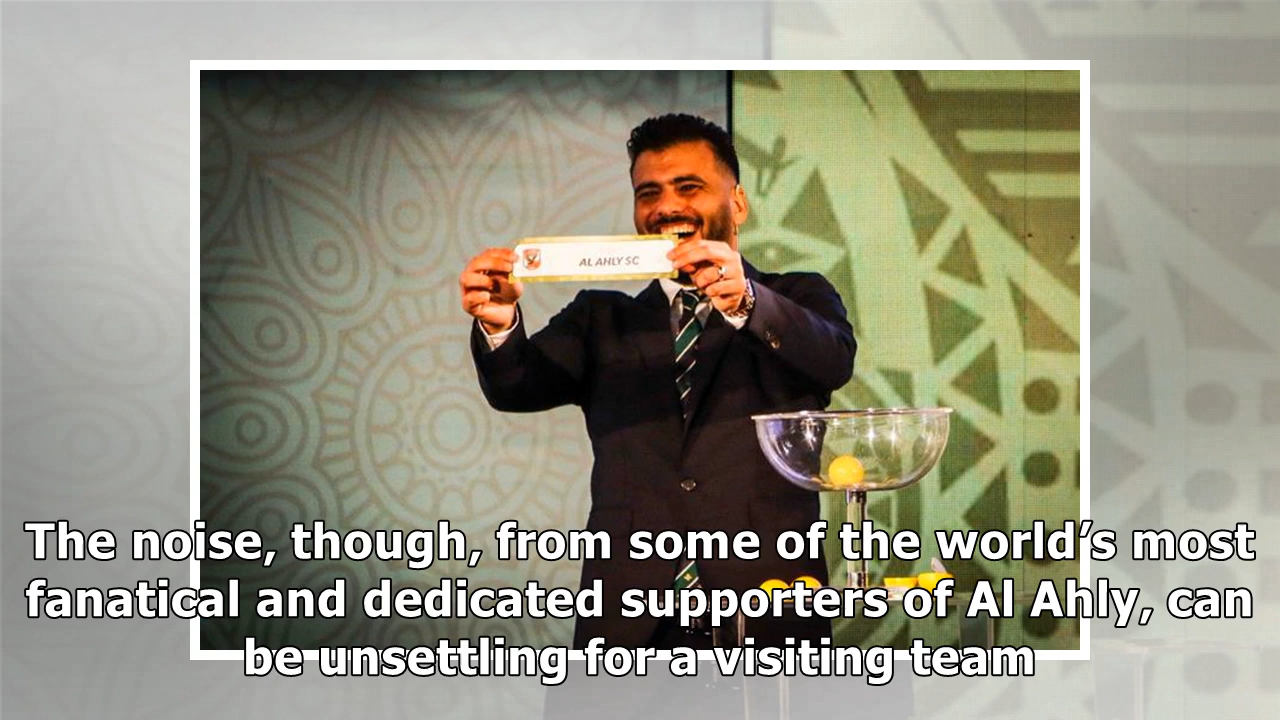 AL AHLY SC
The noise, though, from some of the world’s most
fanatical and dedicated supporters of Al Ahly, can
be unsettling for a visiting team